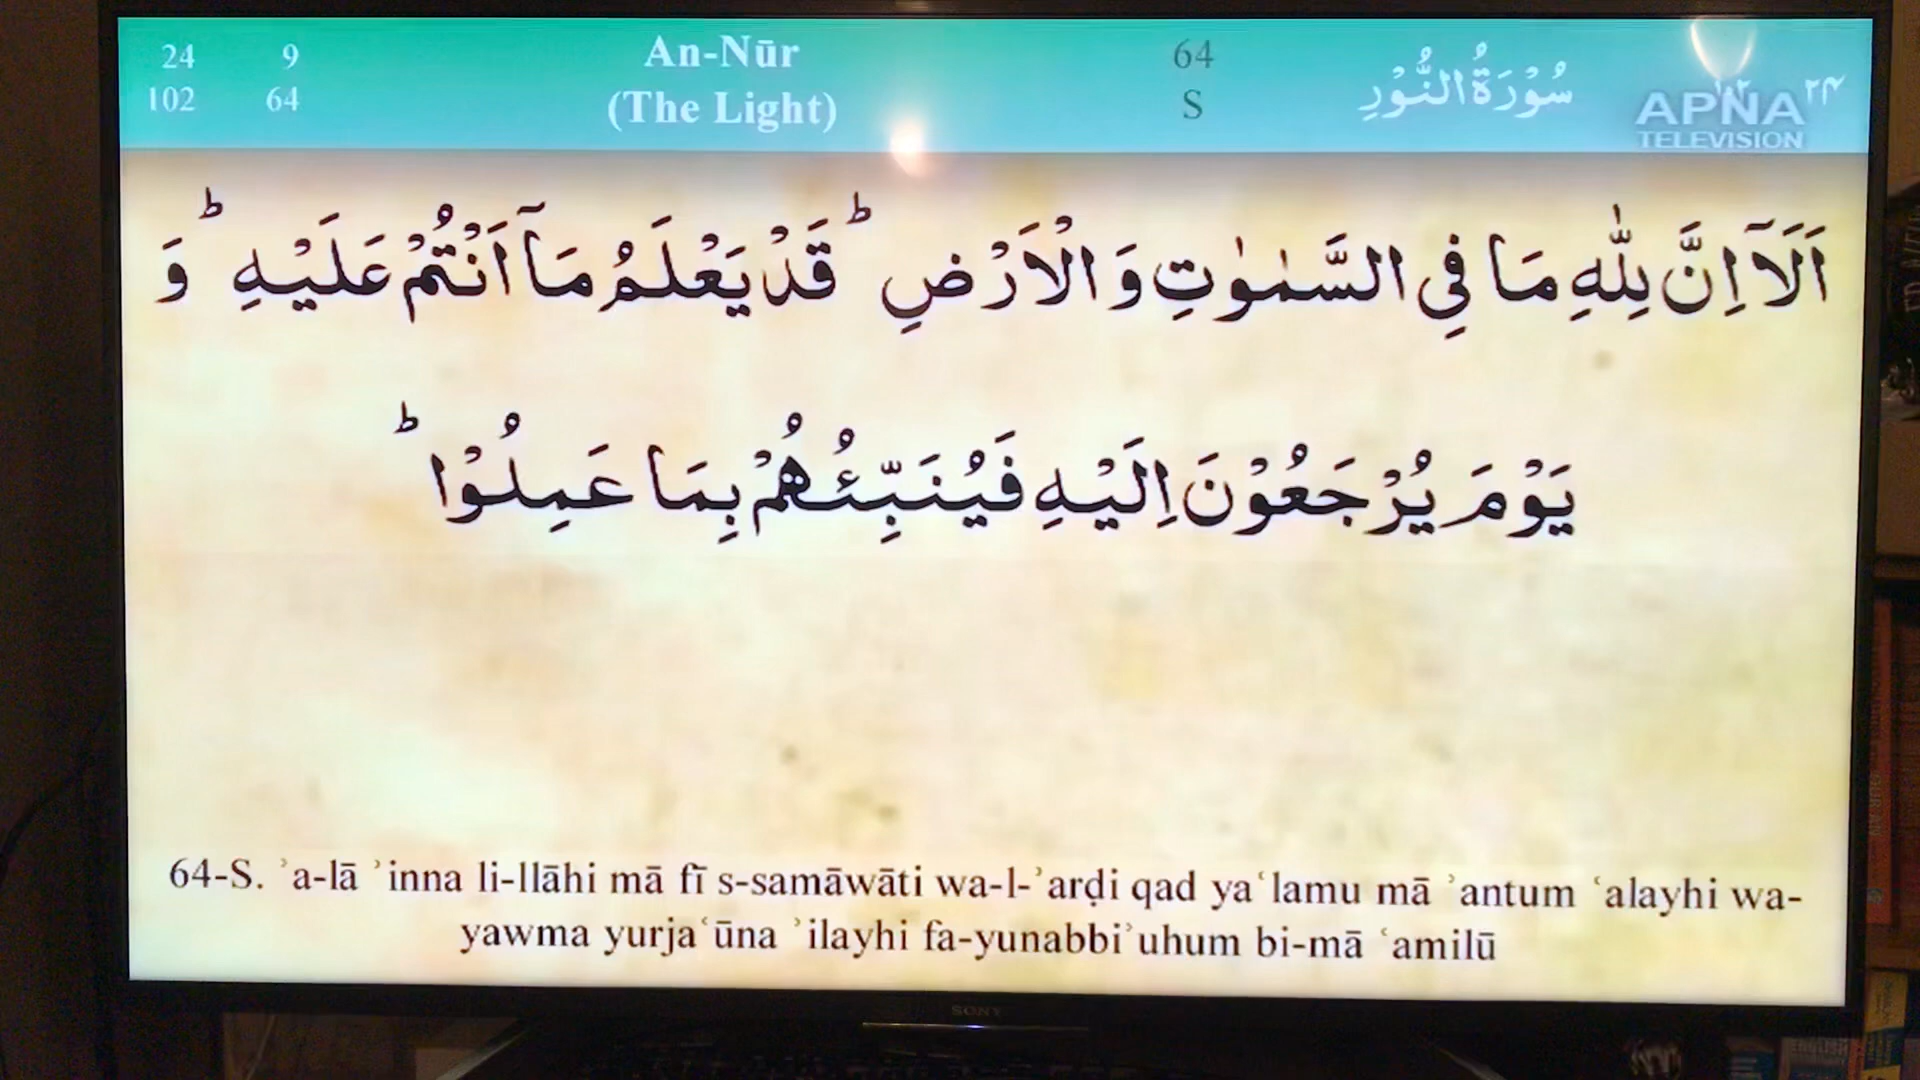 24 9 An-Nūr 64 سُوْرَةُ النُّوْرِ ٢٤
102 64 (The Light) S
APNA
TELEVISION
اَلَاۤ اِنَّ لِلّٰهِ مَا فِي السَّمٰوٰتِ وَ الْاَرْضِ ؕ قَدْ يَعْلَمُ مَاۤ اَنْتُمْ عَلَيْهِ ؕ وَ
يَوْمَ يُرْجَعُوْنَ اِلَيْهِ فَيُنَبِّئُهُمْ بِمَا عَمِلُوْا ؕ
64-S. ʾa-lā ʾinna li-llāhi mā fī s-samāwāti wa-l-ʾarḍi qad yaʿlamu mā ʾantum ʿalayhi wa-
yawma yurjaʿūna ʾilayhi fa-yunabbiʾuhum bi-mā ʿamilū
SONY